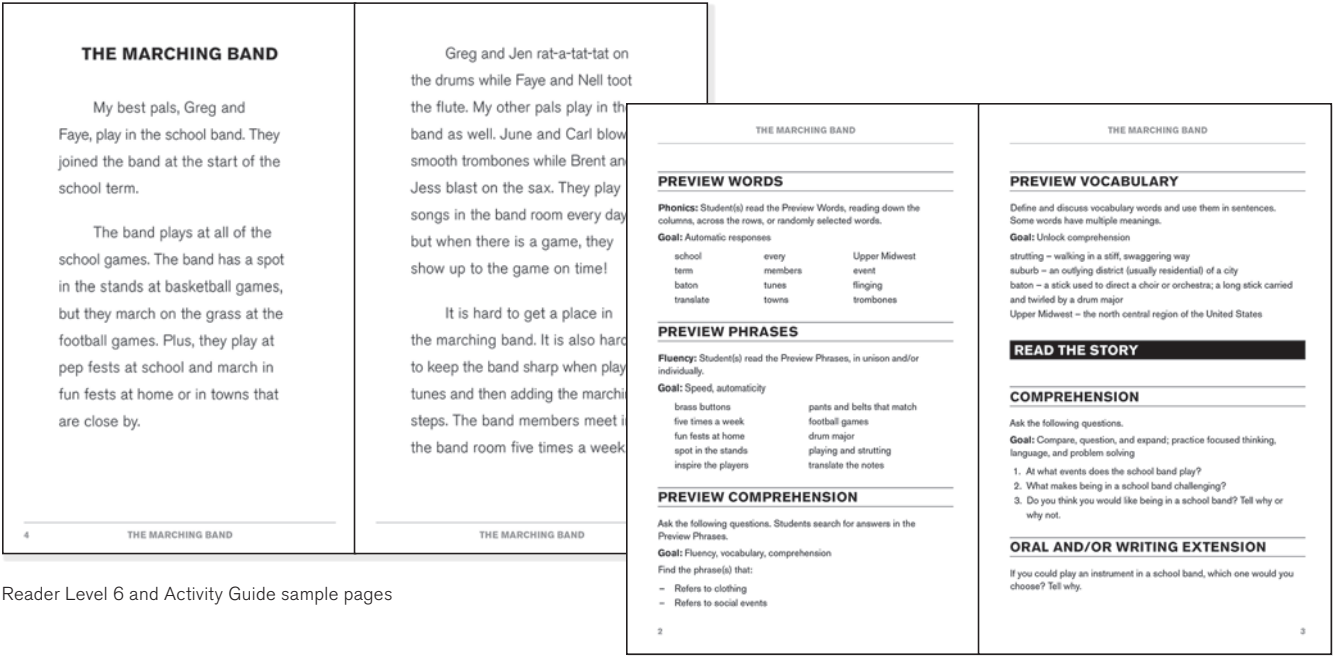 THE MARCHING BAND
My best pals, Greg and
Faye, play in the school band. They
joined the band at the start of the
school term.
The band plays at all of the
school games. The band has a spot
in the stands at basketball games,
but they march on the grass at the
football games. Plus, they play at
pep fests at school and march in
fun fests at home or in towns that
are close by.
4
THE MARCHING BAND
Greg and Jen rat-a-tat-tat on
the drums while Faye and Nell toot
the flute. My other pals play in th
band as well. June and Carl blow
smooth trombones while Brent an
Jess blast on the sax. They play
songs in the band room every day
but when there is a game, they
show up to the game on time!
It is hard to get a place in
the marching band. It is also hard
to keep the band sharp when play
tunes and then adding the marchi
steps. The band members meet i
the band room five times a week
THE MARCHING BAND
Reader Level 6 and Activity Guide sample pages
THE MARCHING BAND
PREVIEW WORDS
Phonics: Student(s) read the Preview Words, reading down the
columns, across the rows, or randomly selected words.
Goal: Automatic responses
school every Upper Midwest
term members event
baton tunes flinging
translate towns trombones
PREVIEW PHRASES
Fluency: Student(s) read the Preview Phrases, in unison and/or
individually.
Goal: Speed, automaticity
brass buttons pants and belts that match
five times a week football games
fun fests at home drum major
spot in the stands playing and strutting
inspire the players translate the notes
PREVIEW COMPREHENSION
Ask the following questions. Students search for answers in the
Preview Phrases.
Goal: Fluency, vocabulary, comprehension
Find the phrase(s) that:
– Refers to clothing
– Refers to social events
2
THE MARCHING BAND
PREVIEW VOCABULARY
Define and discuss vocabulary words and use them in sentences.
Some words have multiple meanings.
Goal: Unlock comprehension
strutting – walking in a stiff, swaggering way
suburb – an outlying district (usually residential) of a city
baton – a stick used to direct a choir or orchestra; a long stick carried
and twirled by a drum major
Upper Midwest – the north central region of the United States
READ THE STORY
COMPREHENSION
Ask the following questions.
Goal: Compare, question, and expand; practice focused thinking,
language, and problem solving
1. At what events does the school band play?
2. What makes being in a school band challenging?
3. Do you think you would like being in a school band? Tell why or
why not.
ORAL AND/OR WRITING EXTENSION
If you could play an instrument in a school band, which one would you
choose? Tell why.
3